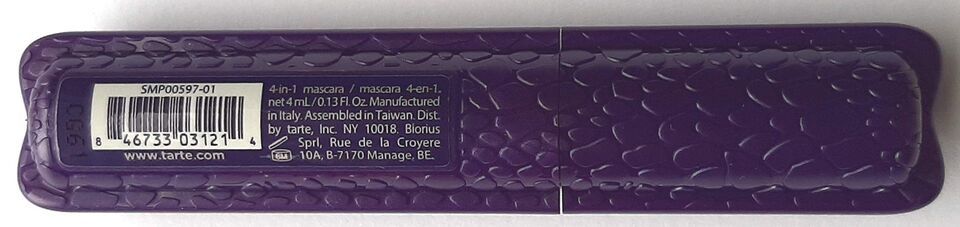 SMP00597-01
8 46733 03121 4
www.tarte.com
4-in-1 mascara / mascara 4-en-1.
net 4 mL / 0.13 Fl. Oz. Manufactured
in Italy. Assembled in Taiwan. Dist.
by tarte, Inc. NY 10018. Biorius
Sprl, Rue de la Croyere
10A, B-7170 Manage, BE.